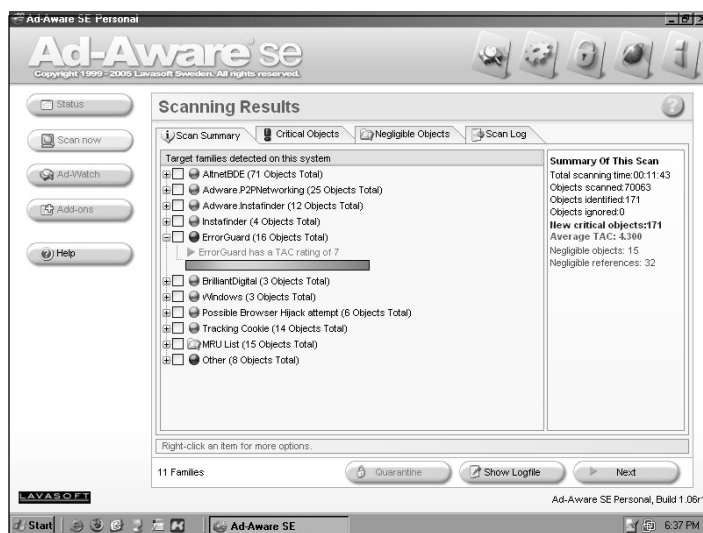 Ad-Aware SE Personal
Ad-Aware SE
Copyright 1999 - 2005 Lavasoft Sweden. All rights reserved.
Status
Scan now
Ad-Watch
Add-ons
Help
Scanning Results
Scan Summary
Critical Objects
Negligible Objects
Scan Log
Target families detected on this system
AltnetBDE (71 Objects Total)
Adware.P2PNetworking (25 Objects Total)
Adware.Instafinder (12 Objects Total)
Instafinder (4 Objects Total)
ErrorGuard (16 Objects Total)
ErrorGuard has a TAC rating of 7
BrilliantDigital (3 Objects Total)
Windows (3 Objects Total)
Possible Browser Hijack attempt (6 Objects Total)
Tracking Cookie (14 Objects Total)
MRU List (15 Objects Total)
Other (8 Objects Total)
Summary Of This Scan
Total scanning time:00:11:43
Objects scanned:70063
Objects identified:171
Objects ignored:0
New critical objects:171
Average TAC: 4.300
Negligible objects: 15
Negligible references: 32
Right-click an item for more options.
11 Families
Quarantine
Show Logfile
Next
LAVASOFT
Ad-Aware SE Personal, Build 1.06r1
Start
Ad-Aware SE
6:37 PM